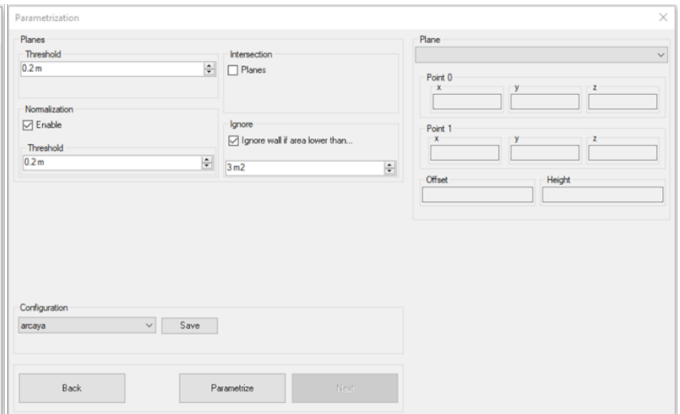 Parametrization
Planes
Threshold
0.2 m
Intersection
Planes
Normalization
Enable
Threshold
0.2 m
Ignore
Ignore wall if area lower than...
3 m2
Configuration
arcaya
Save
Back
Parametrize
Next
Plane
Point 0
x
y
z
Point 1
x
y
z
Offset
Height